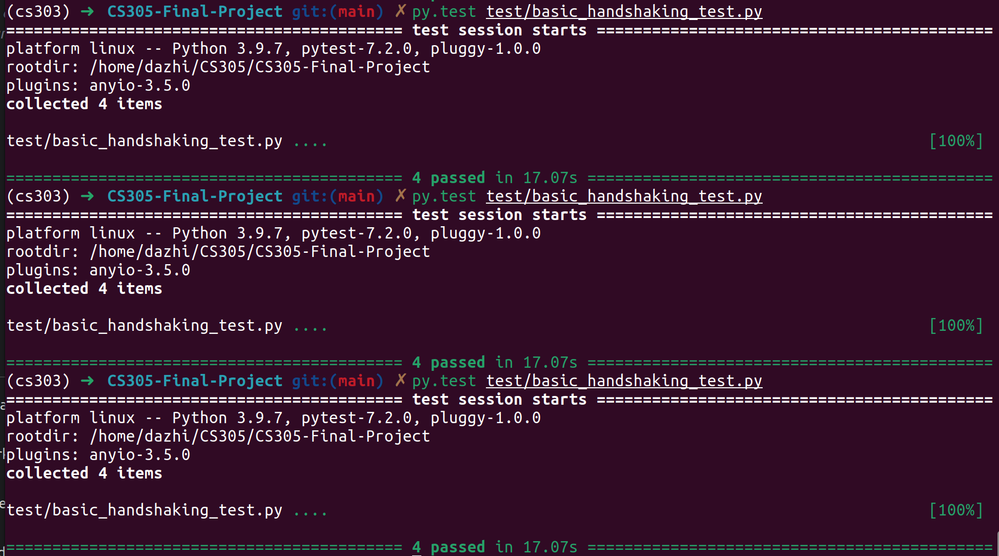 (cs303) ➜ CS305-Final-Project git:(main) ✗ py.test test/basic_handshaking_test.py
=========================================== test session starts ===========================================
platform linux -- Python 3.9.7, pytest-7.2.0, pluggy-1.0.0
rootdir: /home/dazhi/CS305/CS305-Final-Project
plugins: anyio-3.5.0
collected 4 items
test/basic_handshaking_test.py .... [100%]
=========================================== 4 passed in 17.07s ============================================
(cs303) ➜ CS305-Final-Project git:(main) ✗ py.test test/basic_handshaking_test.py
=========================================== test session starts ===========================================
platform linux -- Python 3.9.7, pytest-7.2.0, pluggy-1.0.0
rootdir: /home/dazhi/CS305/CS305-Final-Project
plugins: anyio-3.5.0
collected 4 items
test/basic_handshaking_test.py .... [100%]
=========================================== 4 passed in 17.07s ============================================
(cs303) ➜ CS305-Final-Project git:(main) ✗ py.test test/basic_handshaking_test.py
=========================================== test session starts ===========================================
platform linux -- Python 3.9.7, pytest-7.2.0, pluggy-1.0.0
rootdir: /home/dazhi/CS305/CS305-Final-Project
plugins: anyio-3.5.0
collected 4 items
test/basic_handshaking_test.py .... [100%]
=========================================== 4 passed in 17.07s ============================================